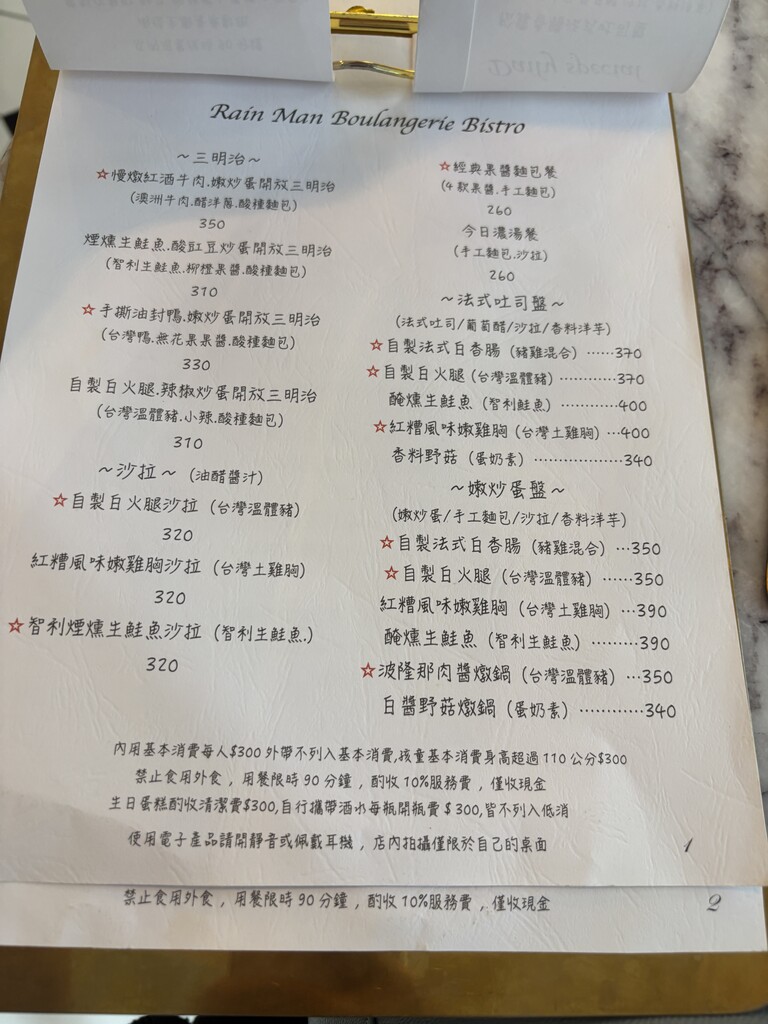 Daily special
Rain Man Boulangerie Bistro
～三明治～
☆慢燉紅酒牛肉.嫩炒蛋開放三明治
(澳洲牛肉.醋洋蔥.酸種麵包)
350
煙燻生鮭魚.酸豇豆炒蛋開放三明治
(智利生鮭魚.柳橙果醬.酸種麵包)
310
☆手撕油封鴨.嫩炒蛋開放三明治
(台灣鴨.無花果果醬.酸種麵包)
330
自製白火腿.辣椒炒蛋開放三明治
(台灣溫體豬.小辣.酸種麵包)
310
～沙拉～ (油醋醬汁)
☆自製白火腿沙拉 (台灣溫體豬)
320
紅糟風味嫩雞胸沙拉 (台灣土雞胸)
320
☆智利煙燻生鮭魚沙拉 (智利生鮭魚.)
320
☆經典果醬麵包餐
(4款果醬.手工麵包)
260
今日濃湯餐
(手工麵包.沙拉)
260
～法式吐司盤～
(法式吐司/葡萄醋/沙拉/香料洋芋)
☆自製法式白香腸 (豬雞混合) ······370
☆自製白火腿 (台灣溫體豬) ············370
醃燻生鮭魚 (智利鮭魚) ············400
☆紅糟風味嫩雞胸 (台灣土雞胸) ···400
香料野菇 (蛋奶素) ··················340
～嫩炒蛋盤～
(嫩炒蛋/手工麵包/沙拉/香料洋芋)
☆自製法式白香腸 (豬雞混合) ···350
☆自製白火腿 (台灣溫體豬) ······350
紅糟風味嫩雞胸 (台灣土雞胸) ···390
醃燻生鮭魚 (智利生鮭魚) ·········390
☆波隆那肉醬燉鍋 (台灣溫體豬) ···350
白醬野菇燉鍋 (蛋奶素) ············340
內用基本消費每人$300 外帶不列入基本消費,孩童基本消費身高超過 110 公分$300
禁止食用外食 , 用餐限時 90 分鐘 , 酌收 10%服務費 , 僅收現金
生日蛋糕酌收清潔費$300,自行攜帶酒水每瓶開瓶費 $ 300,皆不列入低消
使用電子產品請開靜音或佩戴耳機 , 店內拍攝僅限於自己的桌面
1
禁止食用外食 , 用餐限時 90 分鐘 , 酌收 10%服務費 , 僅收現金
2